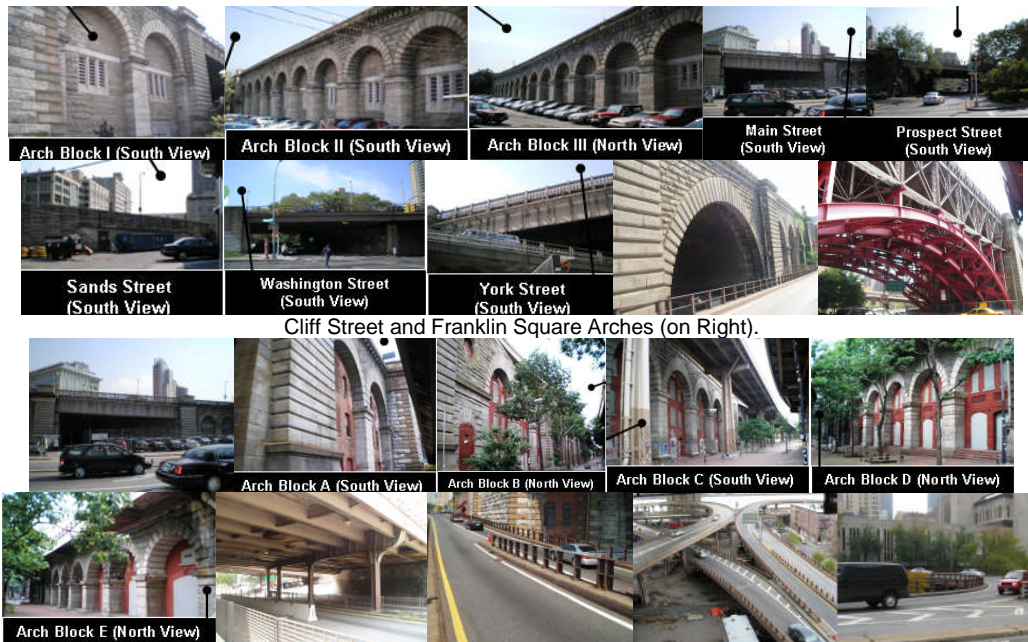 Arch Block I (South View)
Arch Block II (South View)
Arch Block III (North View)
Main Street
(South View)
Prospect Street
(South View)
Sands Street
(South View)
Washington Street
(South View)
York Street
(South View)
Cliff Street and Franklin Square Arches (on Right).
Arch Block A (South View)
Arch Block B (North View)
Arch Block C (South View)
Arch Block D (North View)
Arch Block E (North View)